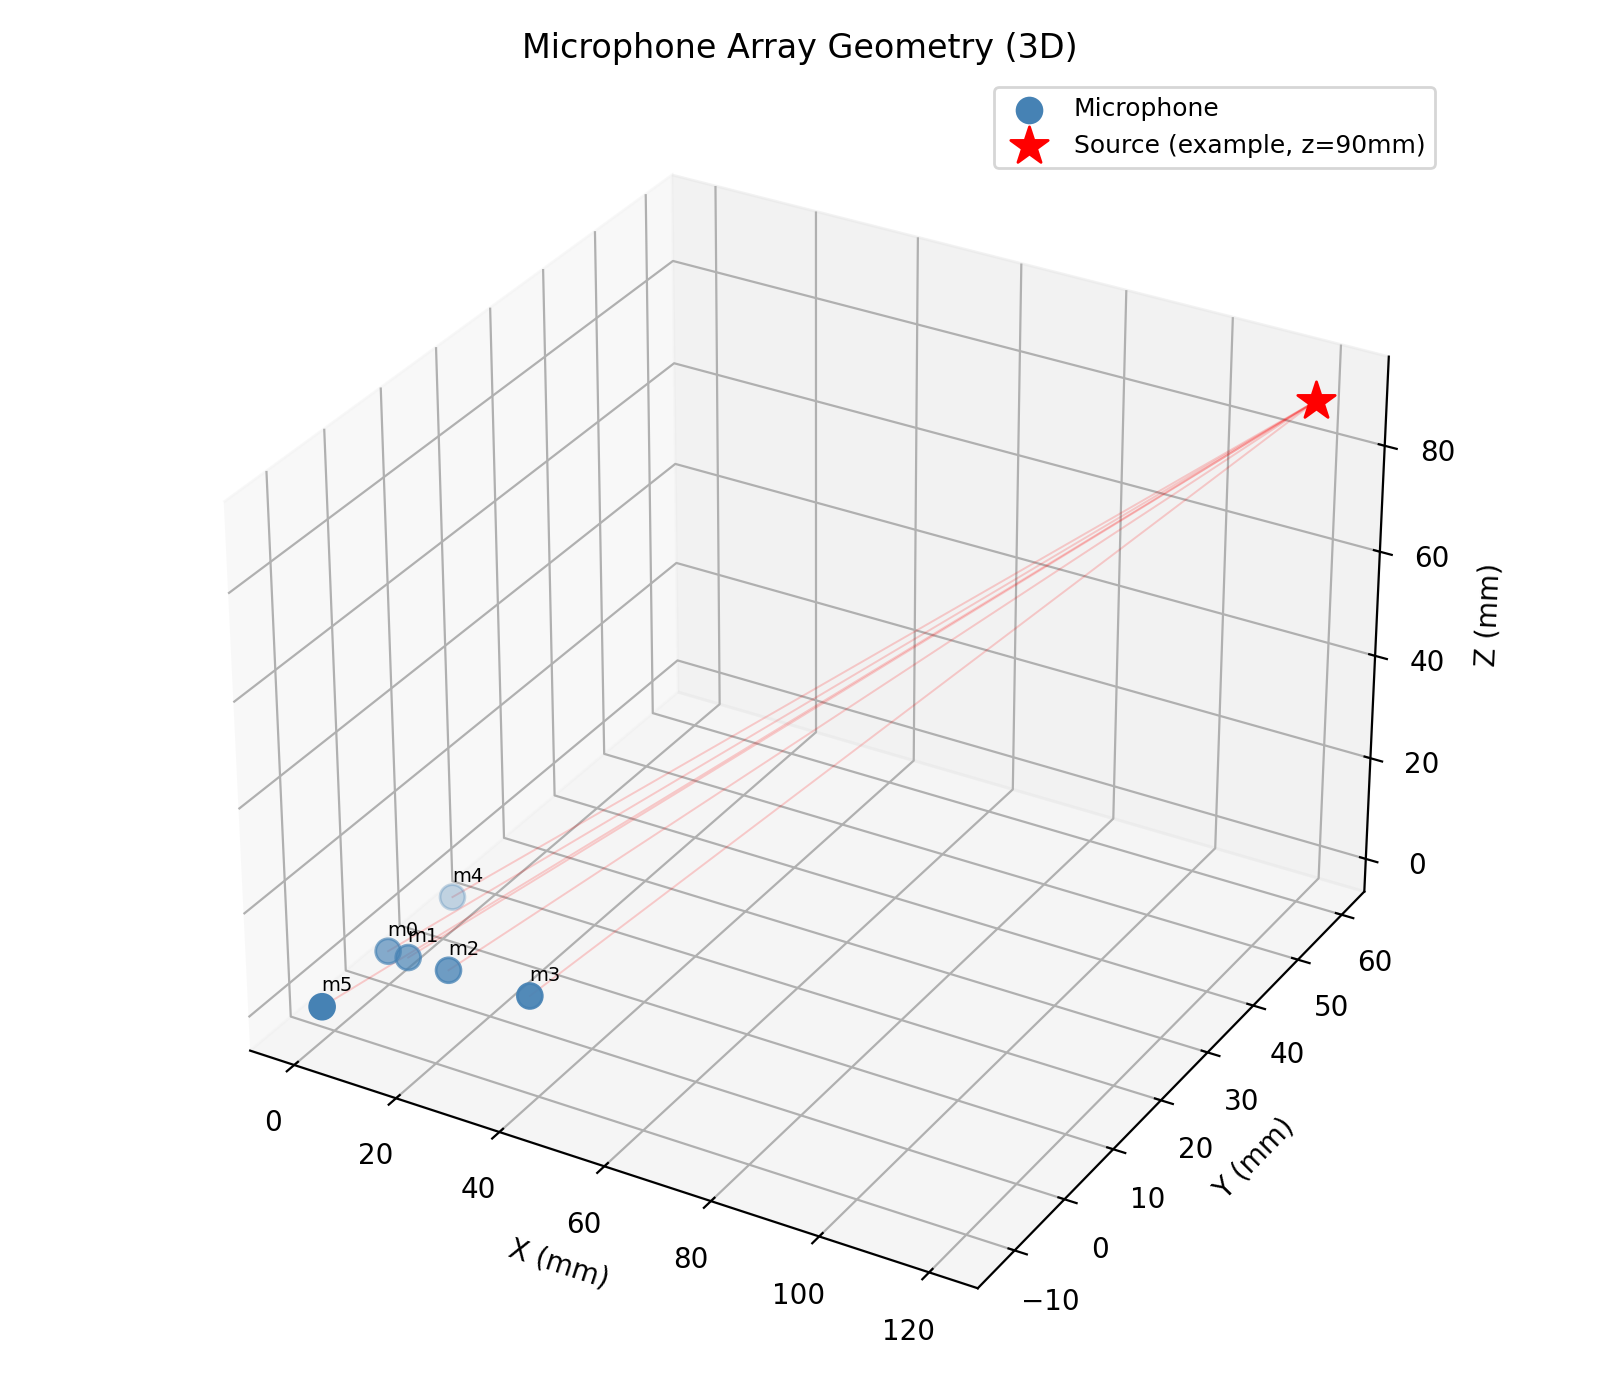 Microphone Array Geometry (3D)
Microphone
Source (example, z=90mm)
80
60
40
20
0
Z (mm)
m4
m0
m1
m2
m3
m5
0
20
40
60
80
100
120
X (mm)
−10
0
10
20
30
40
50
60
Y (mm)